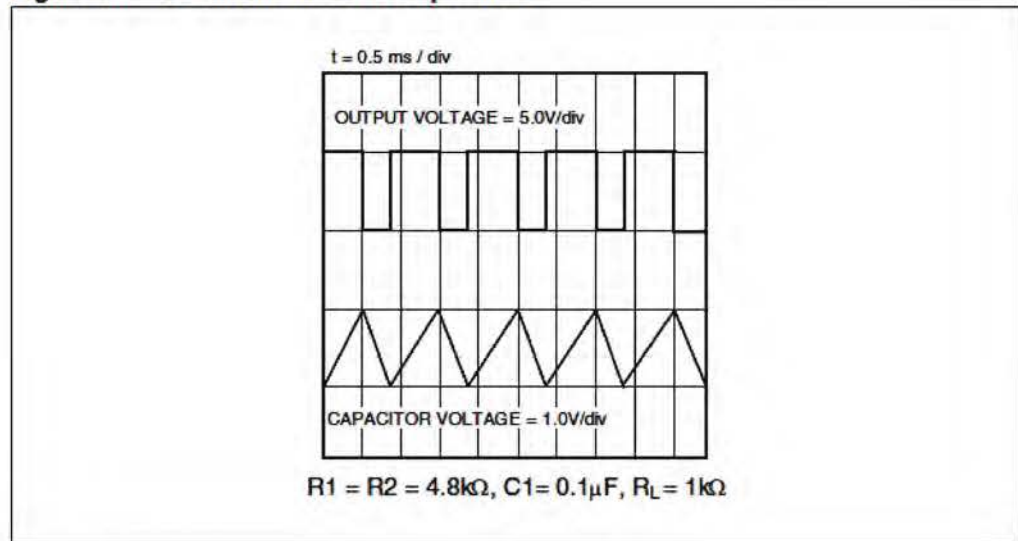 t = 0.5 ms / div
OUTPUT VOLTAGE = 5.0V/div
CAPACITOR VOLTAGE = 1.0V/div
R1 = R2 = 4.8kΩ, C1= 0.1μF, RL= 1kΩ